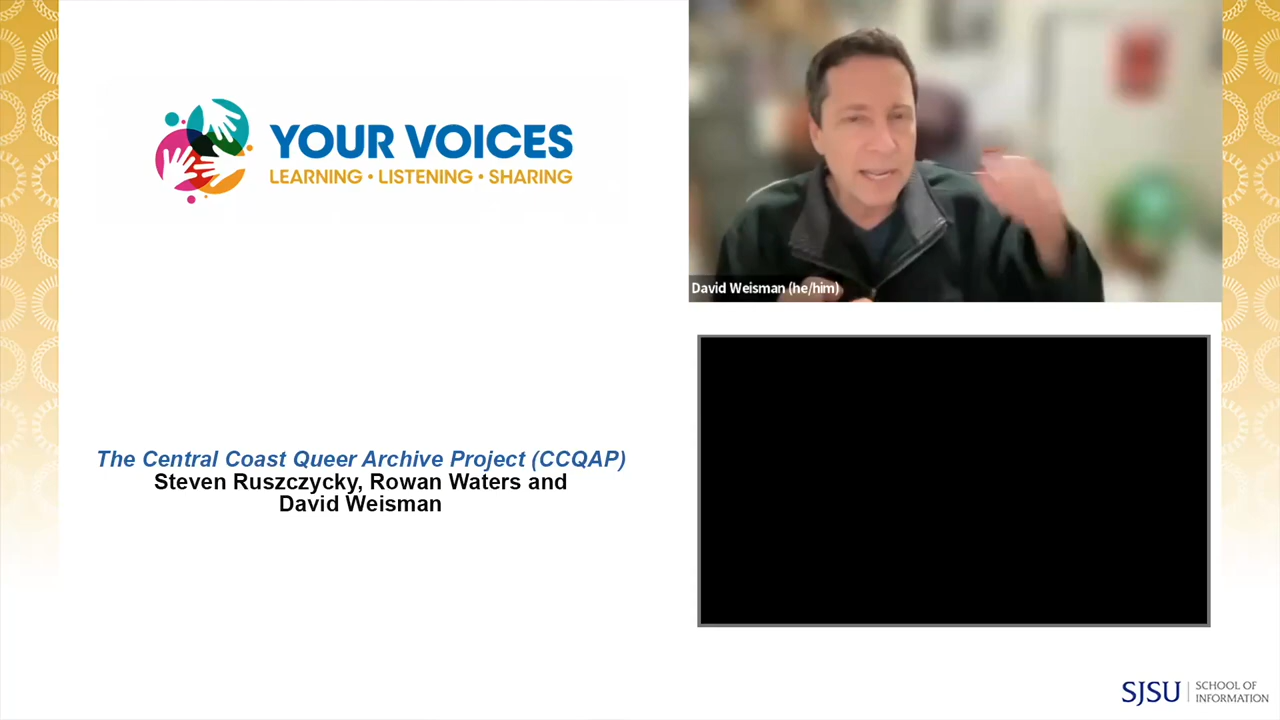 YOUR VOICES
LEARNING • LISTENING • SHARING
David Weisman (he/him)
The Central Coast Queer Archive Project (CCQAP)
Steven Ruszczycky, Rowan Waters and
David Weisman
SJSU | SCHOOL OF
INFORMATION